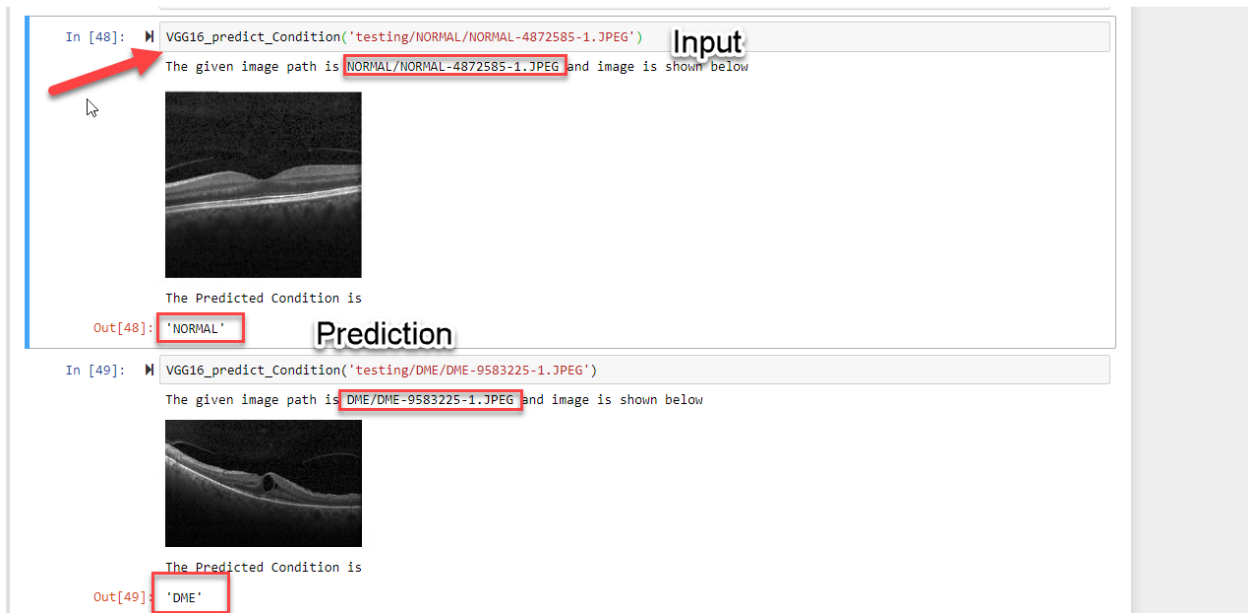 In [48]: VGG16_predict_Condition('testing/NORMAL/NORMAL-4872585-1.JPEG') Input
The given image path is NORMAL/NORMAL-4872585-1.JPEG and image is shown below
The Predicted Condition is
Out[48]: 'NORMAL'
Prediction
In [49]: VGG16_predict_Condition('testing/DME/DME-9583225-1.JPEG')
The given image path is DME/DME-9583225-1.JPEG and image is shown below
The Predicted Condition is
Out[49]: 'DME'